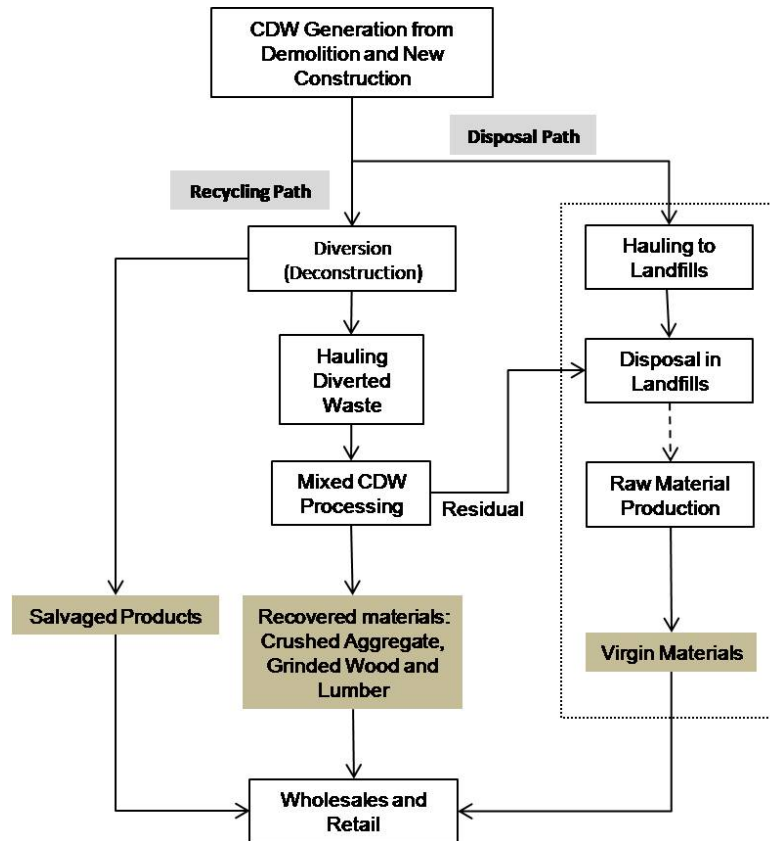 CDW Generation from
Demolition and New
Construction
Disposal Path
Recycling Path
Diversion
(Deconstruction)
Hauling to
Landfills
Hauling
Diverted
Waste
Disposal in
Landfills
Mixed CDW
Processing
Residual
Raw Material
Production
Salvaged Products
Recovered materials:
Crushed Aggregate,
Grinded Wood and
Lumber
Virgin Materials
Wholesales and
Retail